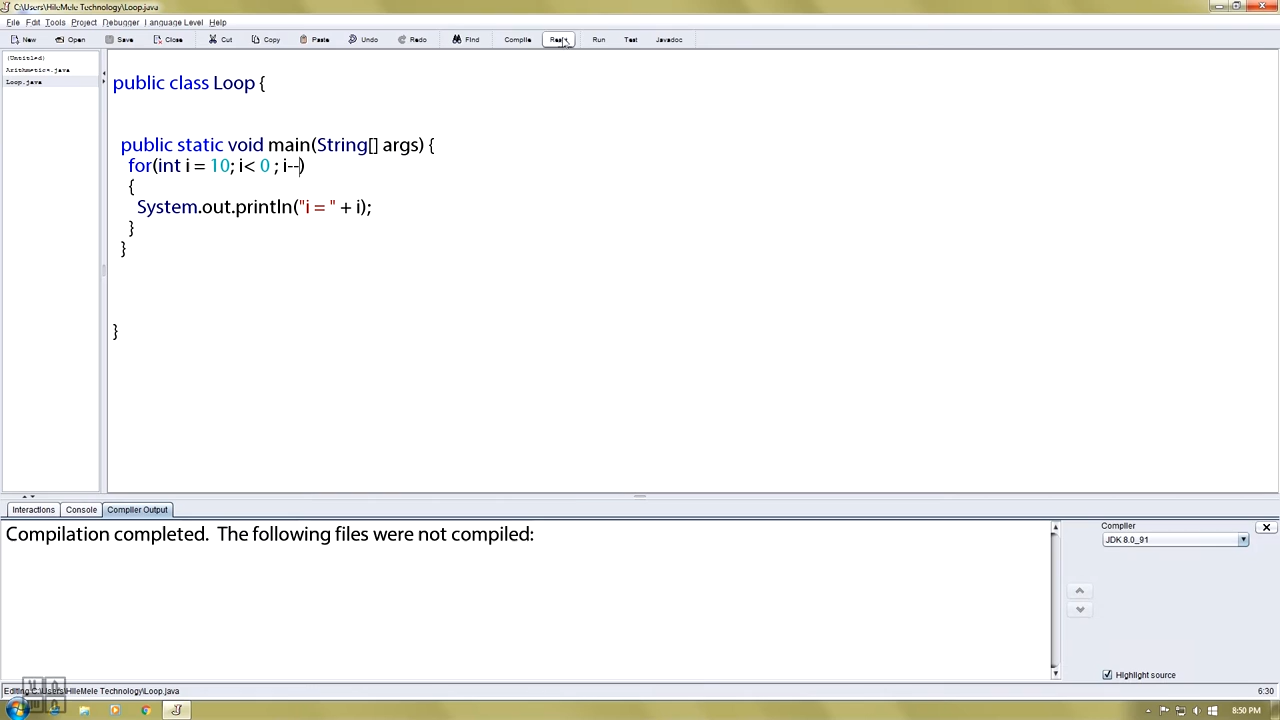 C:\Users\HileMele Technology\Loop.java
File Edit Tools Project Debugger Language Level Help
New Open Save Close Cut Copy Paste Undo Redo Find Compile Reset Run Test Javadoc
(Untitled)
Arithmetics.java
Loop.java
public class Loop {
public static void main(String[] args) {
for(int i = 10; i< 0 ; i--)
{
System.out.println("i = " + i);
}
}
}
Interactions Console Compiler Output
Compilation completed.  The following files were not compiled:
Compiler
JDK 8.0_91
Highlight source
Editing C:\Users\HileMele Technology\Loop.java
6:30
8:50 PM